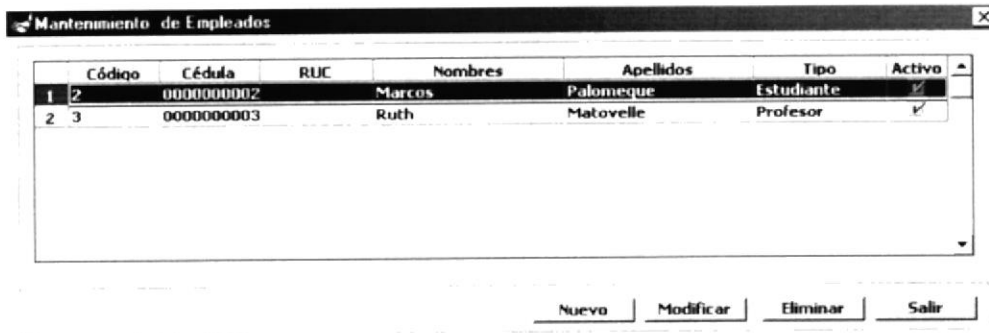 Mantenimiento de Empleados
Código Cédula RUC Nombres Apellidos Tipo Activo
1 2 0000000002 Marcos Palomeque Estudiante
2 3 0000000003 Ruth Matovelle Profesor
Nuevo Modificar Eliminar Salir